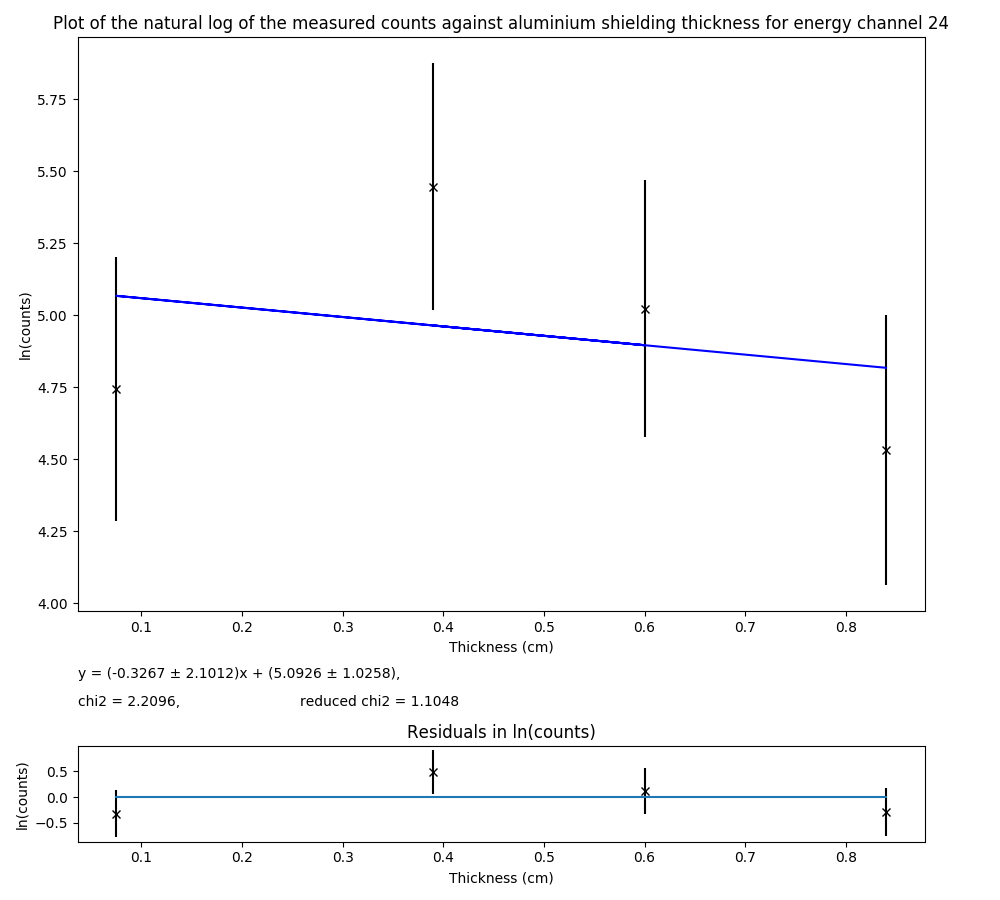 Plot of the natural log of the measured counts against aluminium shielding thickness for energy channel 24
ln(counts)
5.75
5.50
5.25
5.00
4.75
4.50
4.25
4.00
0.1 0.2 0.3 0.4 0.5 0.6 0.7 0.8
Thickness (cm)
y = (-0.3267 ± 2.1012)x + (5.0926 ± 1.0258),
chi2 = 2.2096, reduced chi2 = 1.1048
Residuals in ln(counts)
ln(counts)
0.5
0.0
−0.5
0.1 0.2 0.3 0.4 0.5 0.6 0.7 0.8
Thickness (cm)